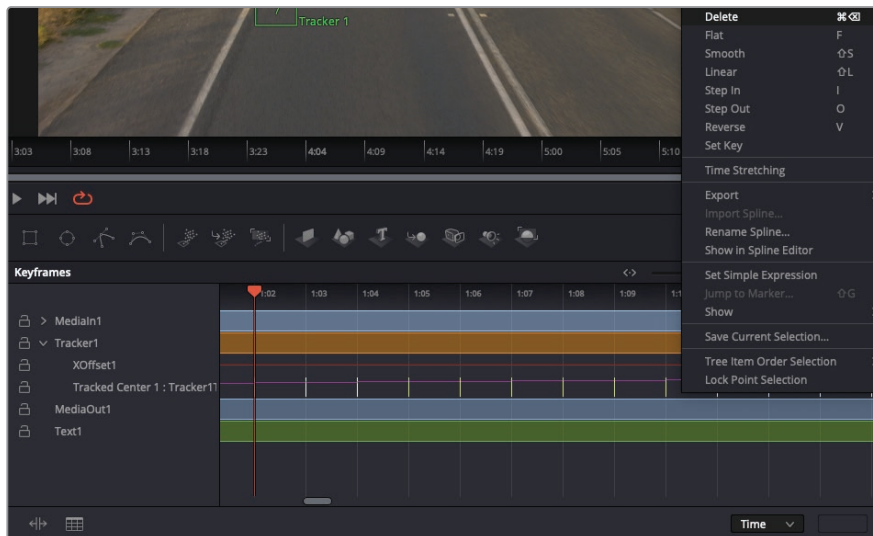 Tracker 1
3:03 3:08 3:13 3:18 3:23 4:04 4:09 4:14 4:19 5:00 5:05 5:10
Delete ⌘⌫
Flat F
Smooth ⇧S
Linear ⇧L
Step In I
Step Out O
Reverse V
Set Key
Time Stretching
Export
Import Spline...
Rename Spline...
Show in Spline Editor
Set Simple Expression
Jump to Marker... ⇧G
Show
Save Current Selection...
Tree Item Order Selection
Lock Point Selection
Keyframes
1:02 1:03 1:04 1:05 1:06 1:07 1:08 1:09
MediaIn1
Tracker1
XOffset1
Tracked Center 1 : Tracker1
MediaOut1
Text1
Time